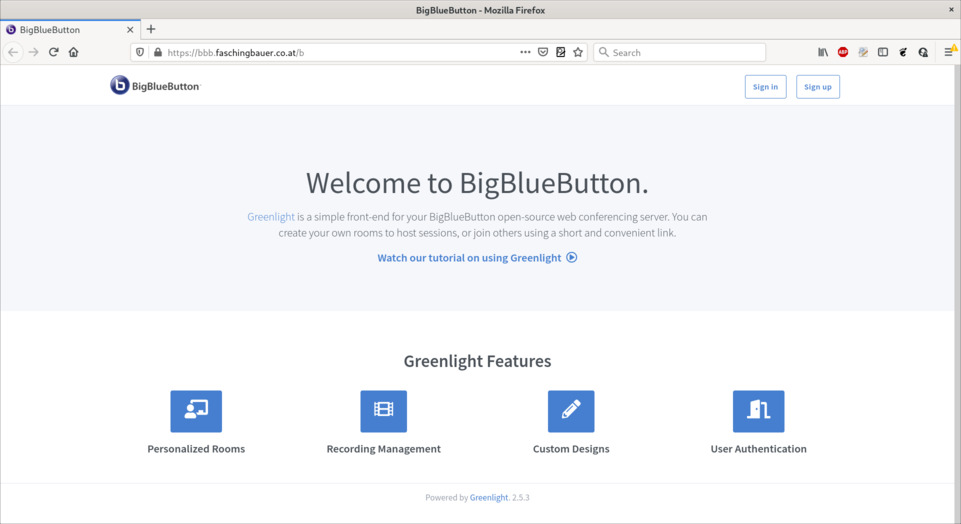 BigBlueButton - Mozilla Firefox
×
BigBlueButton
https://bbb.faschingbauer.co.at/b
Search
ABP
b BigBlueButton
Sign in
Sign up
Welcome to BigBlueButton.
Greenlight is a simple front-end for your BigBlueButton open-source web conferencing server. You can
create your own rooms to host sessions, or join others using a short and convenient link.
Watch our tutorial on using Greenlight
Greenlight Features
Personalized Rooms
Recording Management
Custom Designs
User Authentication
Powered by Greenlight. 2.5.3